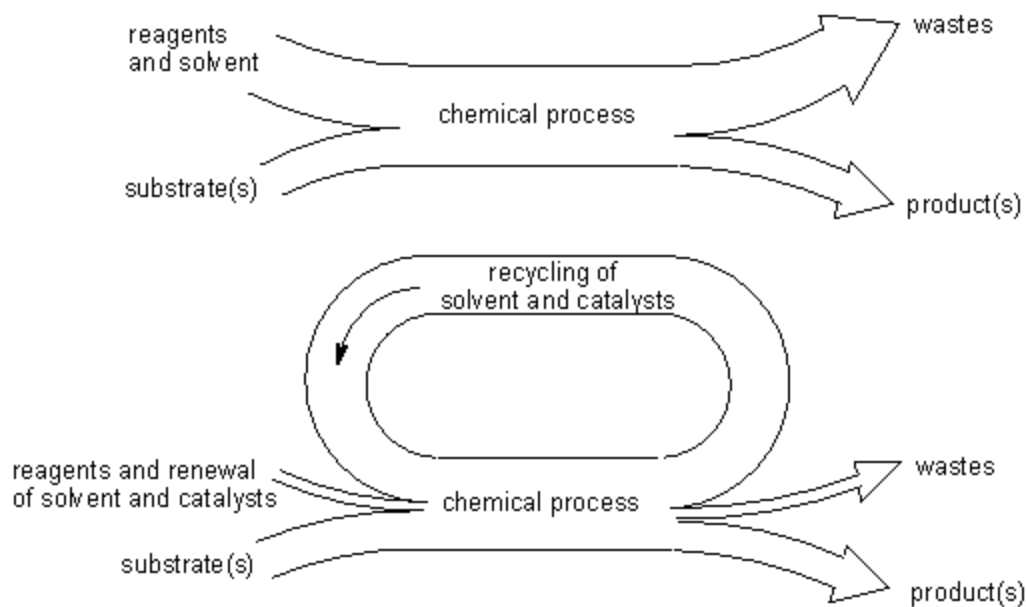 reagents
and solvent
wastes
chemical process
substrate(s)
product(s)
recycling of
solvent and catalysts
reagents and renewal
of solvent and catalysts
wastes
chemical process
substrate(s)
product(s)